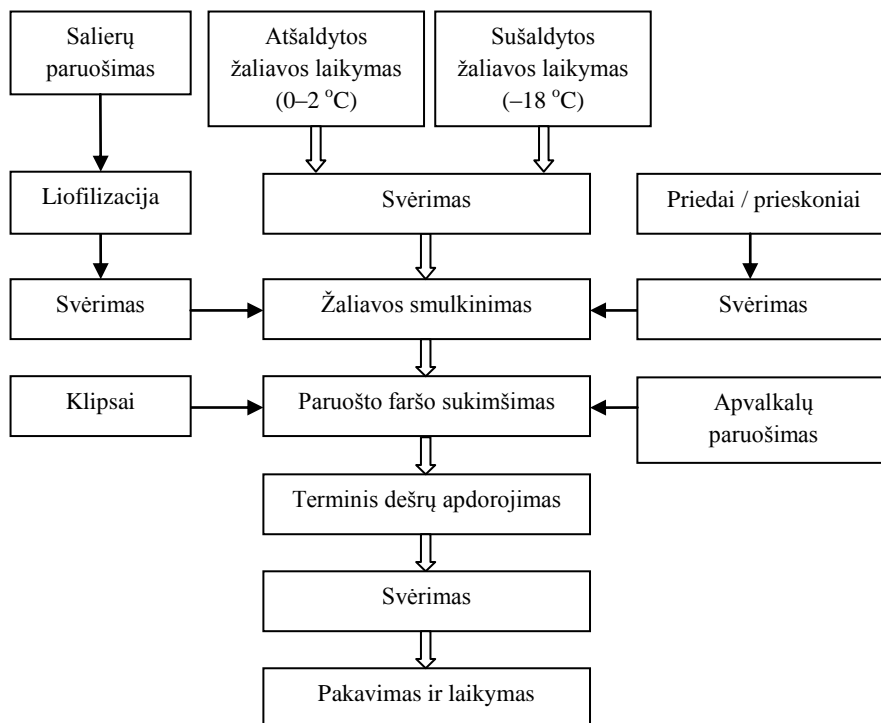 Salierų
paruošimas
Atšaldytos
žaliavos laikymas
(0–2 °C)
Sušaldytos
žaliavos laikymas
(–18 °C)
Liofilizacija
Svėrimas
Priedai / prieskoniai
Svėrimas
Žaliavos smulkinimas
Svėrimas
Klipsai
Paruošto faršo sukimšimas
Apvalkalų
paruošimas
Terminis dešrų apdorojimas
Svėrimas
Pakavimas ir laikymas